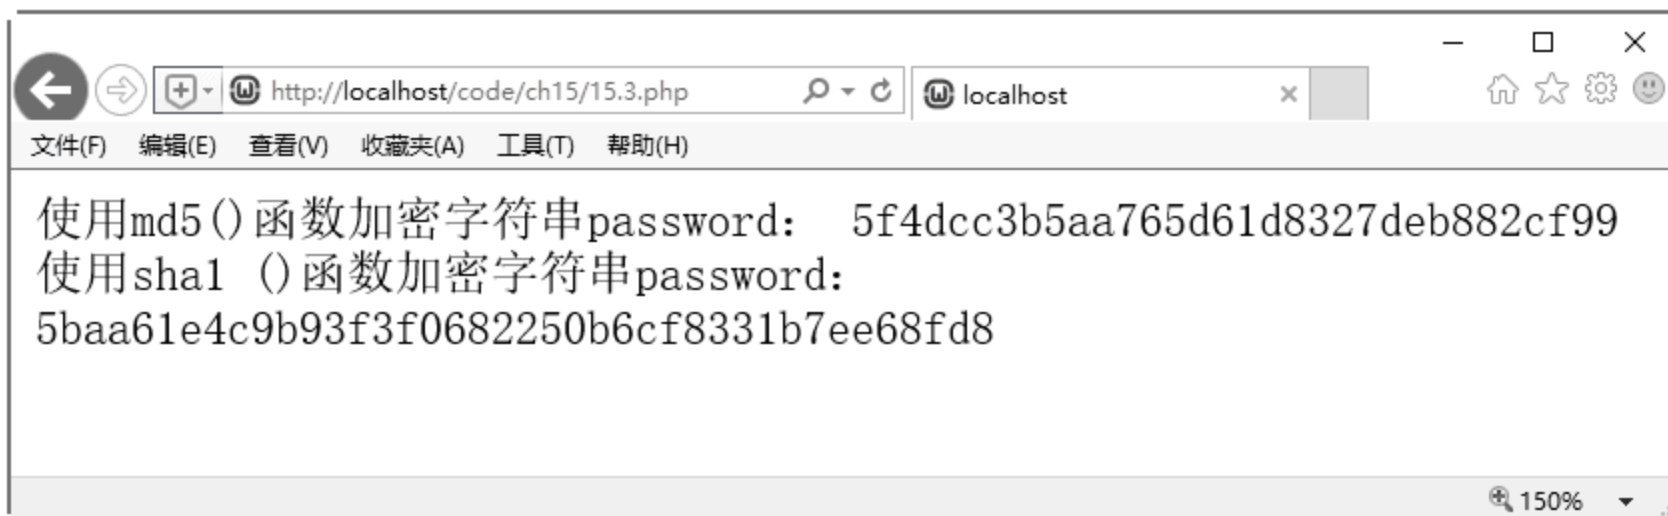 http://localhost/code/ch15/15.3.php
localhost
文件(F) 编辑(E) 查看(V) 收藏夹(A) 工具(T) 帮助(H)
使用md5()函数加密字符串password： 5f4dcc3b5aa765d61d8327deb882cf99
使用sha1 ()函数加密字符串password：
5baa61e4c9b93f3f0682250b6cf8331b7ee68fd8
150%